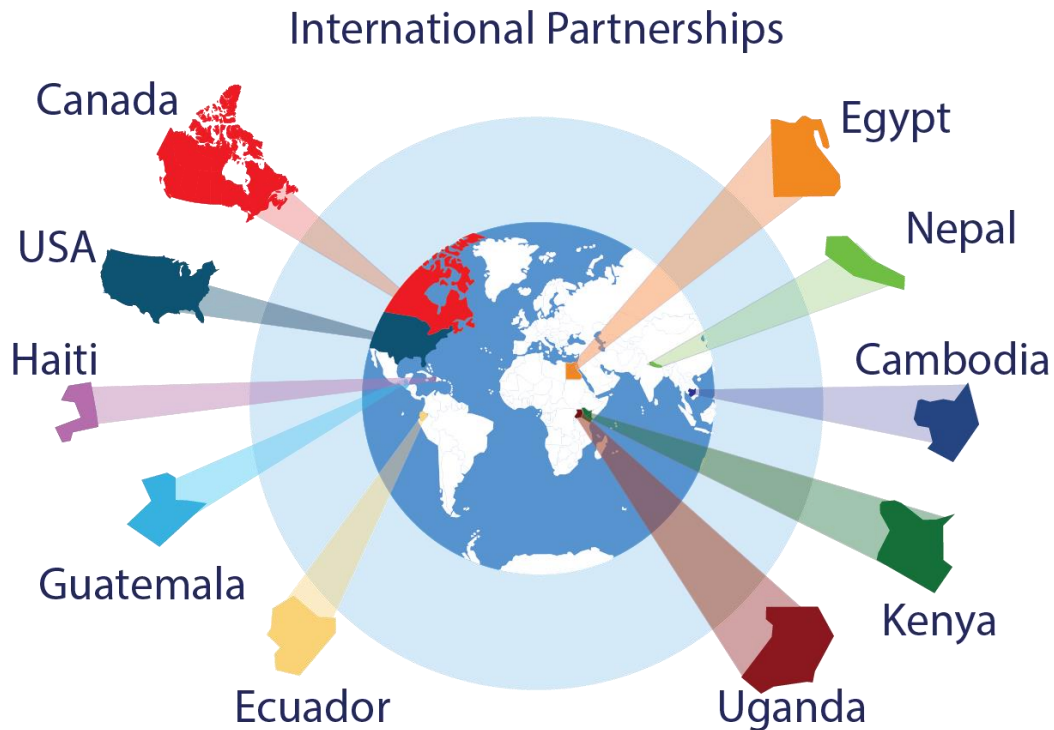 International Partnerships
Canada
Egypt
USA
Nepal
Haiti
Cambodia
Guatemala
Kenya
Ecuador
Uganda